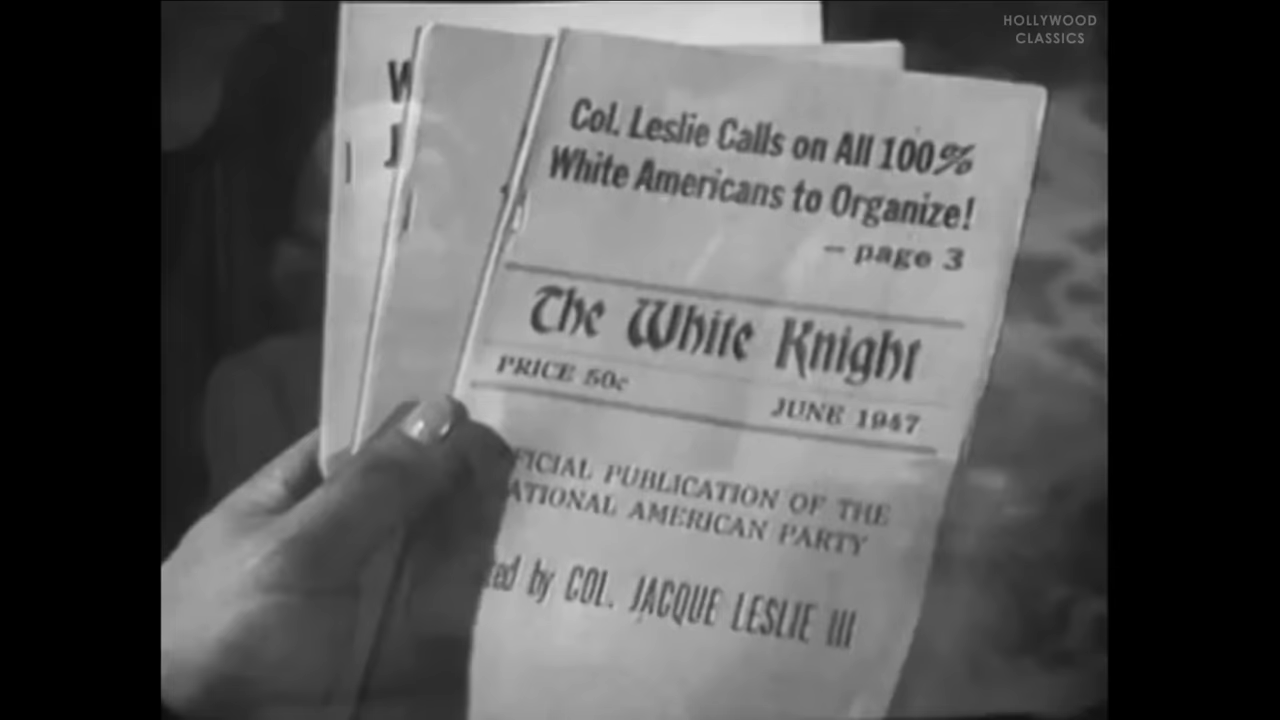 HOLLYWOOD
CLASSICS
W
J
Col. Leslie Calls on All 100%
White Americans to Organize!
— page 3
The White Knight
PRICE 50c
JUNE 1947
FICIAL PUBLICATION OF THE
ATIONAL AMERICAN PARTY
ted by COL. JACQUE LESLIE III